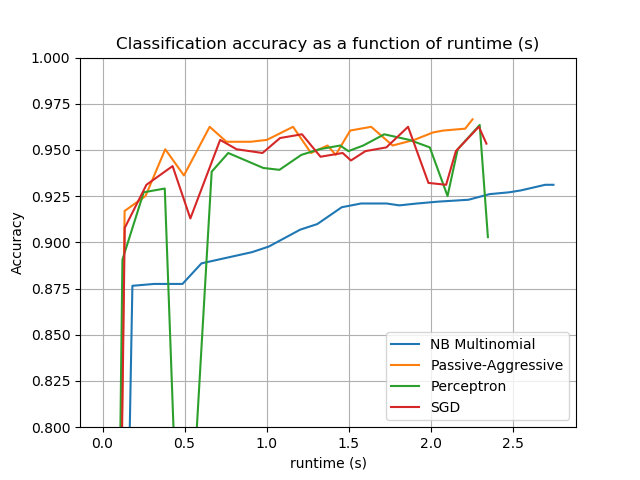 Classification accuracy as a function of runtime (s)
1.000
0.975
0.950
0.925
0.900
0.875
0.850
0.825
0.800
Accuracy
NB Multinomial
Passive-Aggressive
Perceptron
SGD
0.0 0.5 1.0 1.5 2.0 2.5
runtime (s)